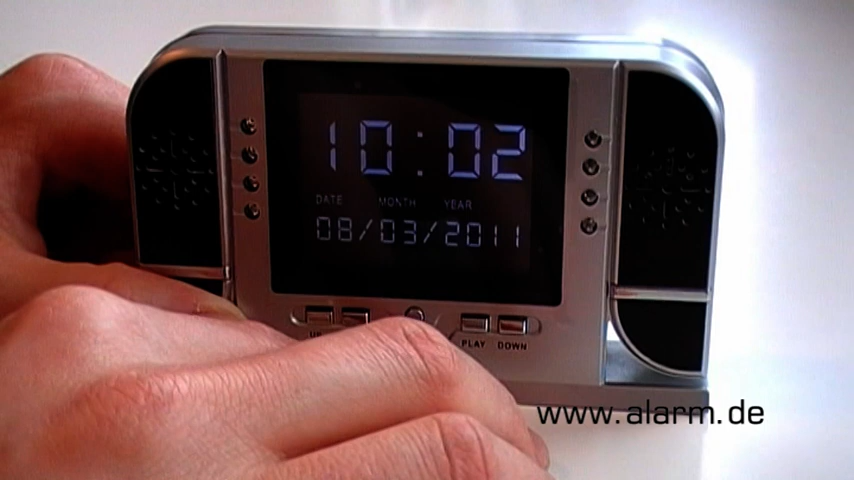 10:02
DATE MONTH YEAR
08/03/2011
PLAY DOWN
www.alarm.de